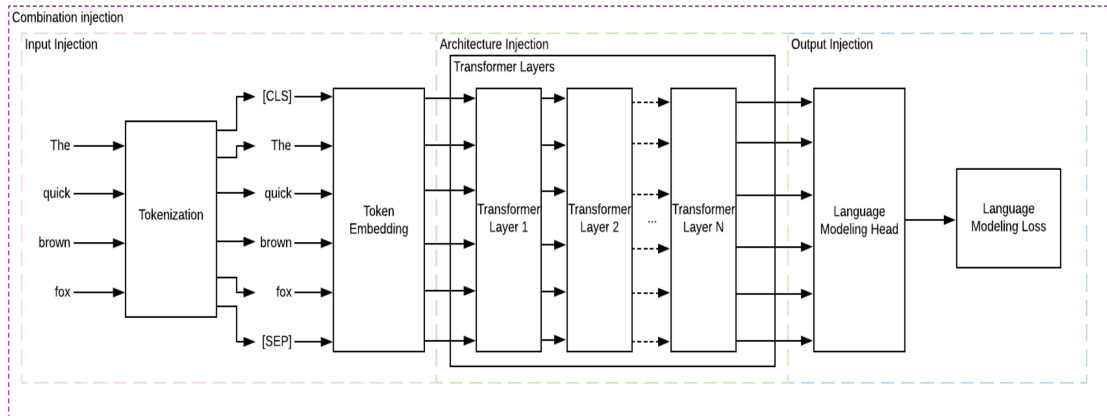 Combination injection
Input Injection
Architecture Injection
Output Injection
Transformer Layers
[CLS]
The
The
quick
quick
brown
brown
fox
fox
[SEP]
Tokenization
Token
Embedding
Transformer
Layer 1
Transformer
Layer 2
...
Transformer
Layer N
Language
Modeling Head
Language
Modeling Loss